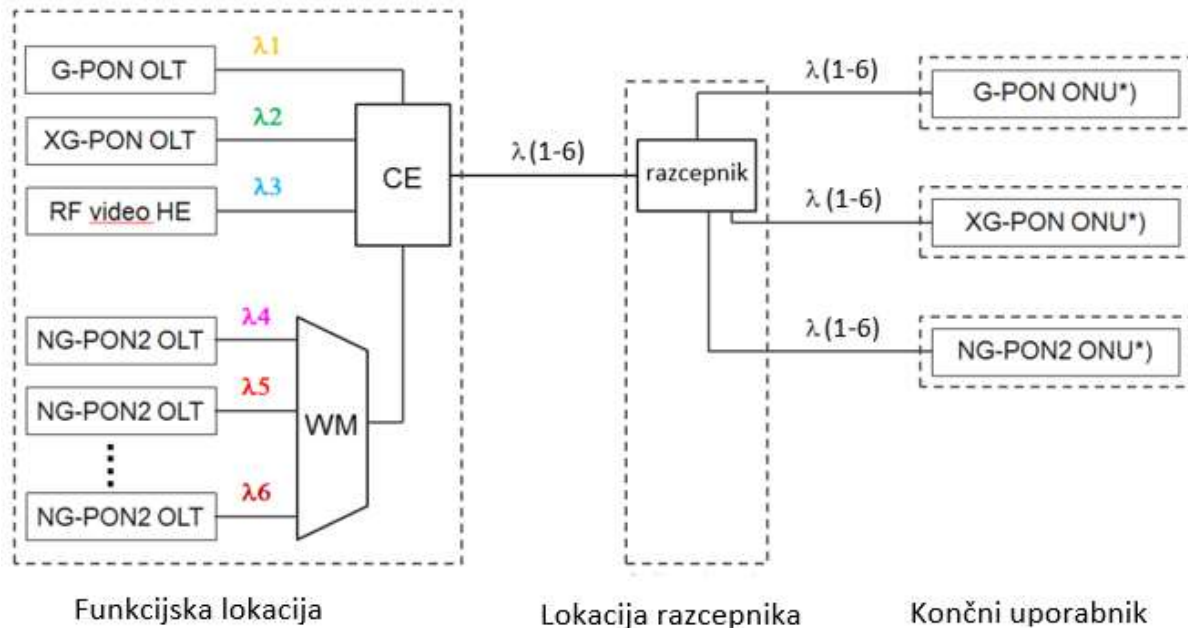 G-PON OLT
λ1
XG-PON OLT
λ2
RF video HE
λ3
CE
NG-PON2 OLT
λ4
NG-PON2 OLT
λ5
NG-PON2 OLT
λ6
WM
λ(1-6)
razcepnik
λ(1-6)
G-PON ONU*)
λ(1-6)
XG-PON ONU*)
λ(1-6)
NG-PON2 ONU*)
Funkcijska lokacija
Lokacija razcepnika
Končni uporabnik